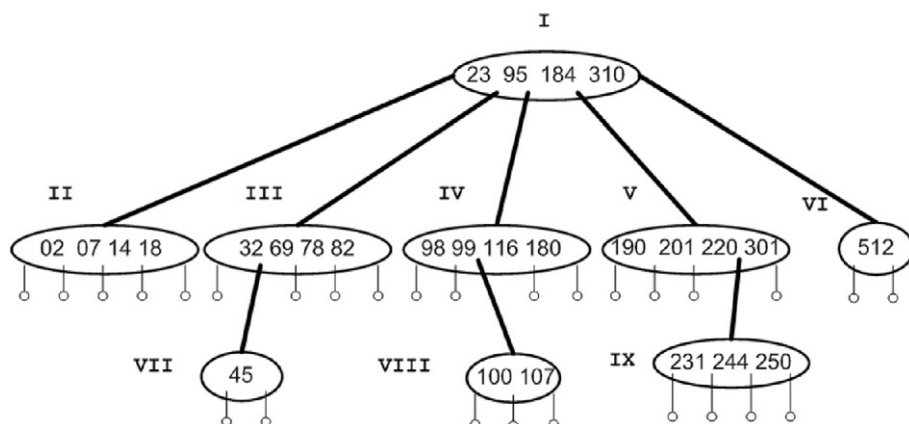 I
23 95 184 310
II III IV V VI
02 07 14 18 32 69 78 82 98 99 116 180 190 201 220 301 512
VII VIII IX
45 100 107 231 244 250